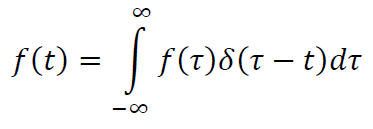 f(t) = ∫_{-∞}^{∞} f(τ)δ(τ − t)dτ